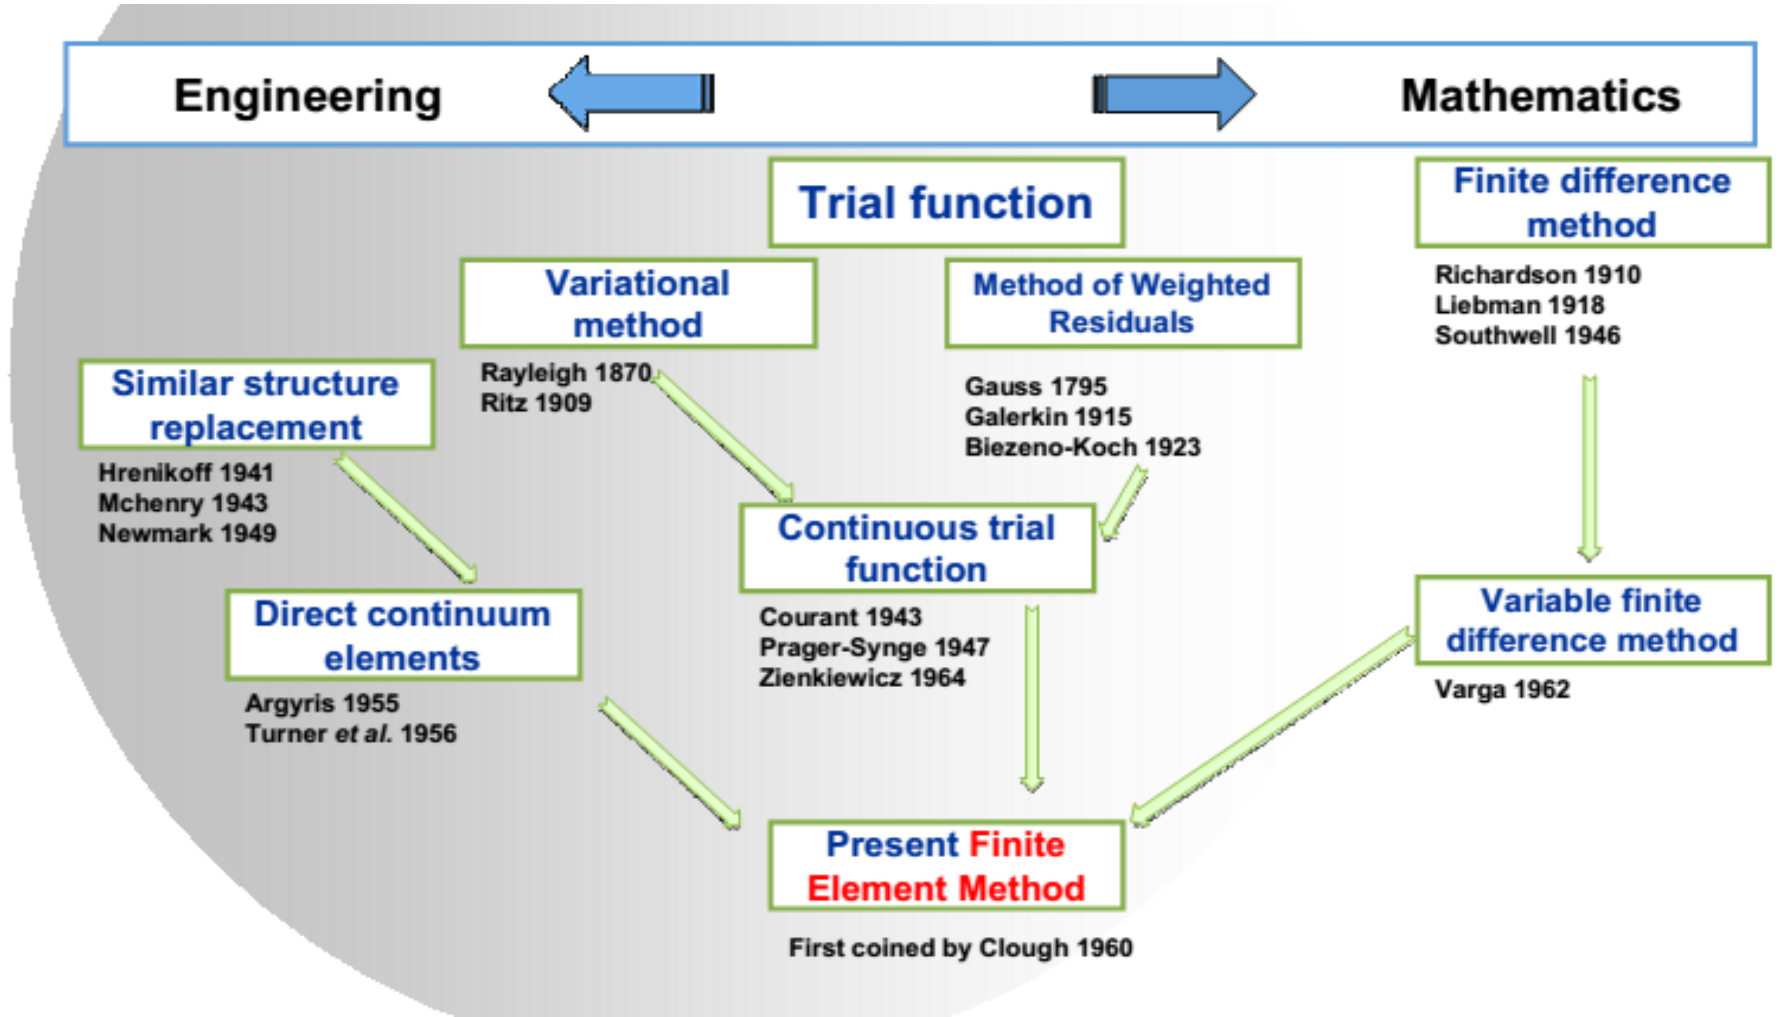 Engineering
Mathematics
Trial function
Finite difference
method
Richardson 1910
Liebman 1918
Southwell 1946
Variational
method
Rayleigh 1870
Ritz 1909
Method of Weighted
Residuals
Gauss 1795
Galerkin 1915
Biezeno-Koch 1923
Similar structure
replacement
Hrenikoff 1941
Mchenry 1943
Newmark 1949
Continuous trial
function
Courant 1943
Prager-Synge 1947
Zienkiewicz 1964
Direct continuum
elements
Argyris 1955
Turner et al. 1956
Variable finite
difference method
Varga 1962
Present Finite
Element Method
First coined by Clough 1960